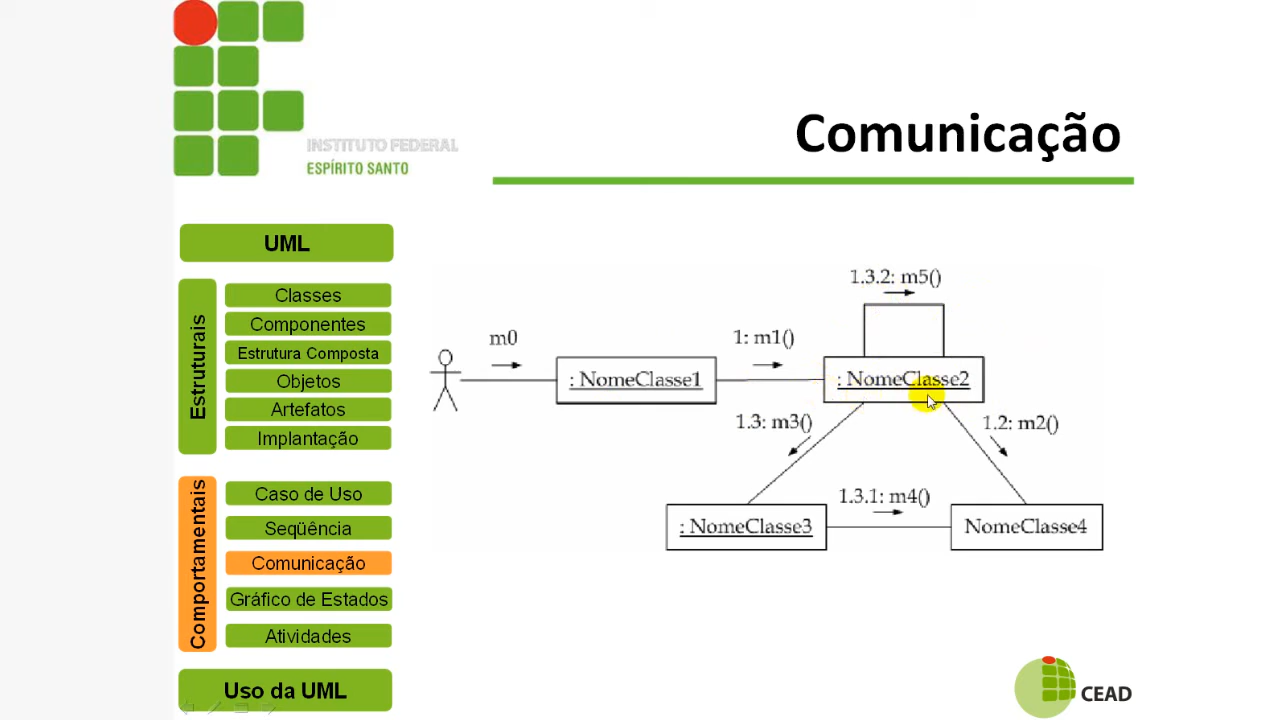 INSTITUTO FEDERAL
ESPÍRITO SANTO
Comunicação
UML
Estruturais
Classes
Componentes
Estrutura Composta
Objetos
Artefatos
Implantação
Comportamentais
Caso de Uso
Seqüência
Comunicação
Gráfico de Estados
Atividades
Uso da UML
1.3.2: m5()
m0
1: m1()
: NomeClasse1
: NomeClasse2
1.3: m3()
1.2: m2()
1.3.1: m4()
: NomeClasse3
NomeClasse4
CEAD